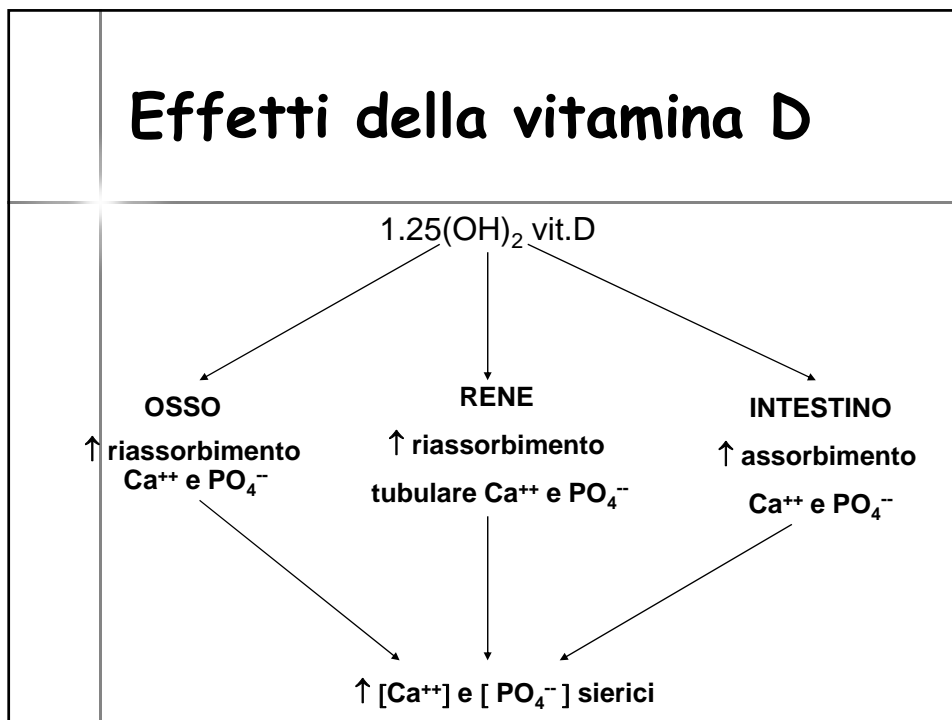 Effetti della vitamina D
1.25(OH)₂ vit.D
OSSO
↑ riassorbimento
Ca⁺⁺ e PO₄⁻⁻
RENE
↑ riassorbimento
tubulare Ca⁺⁺ e PO₄⁻⁻
INTESTINO
↑ assorbimento
Ca⁺⁺ e PO₄⁻⁻
↑ [Ca⁺⁺] e [ PO₄⁻⁻ ] sierici